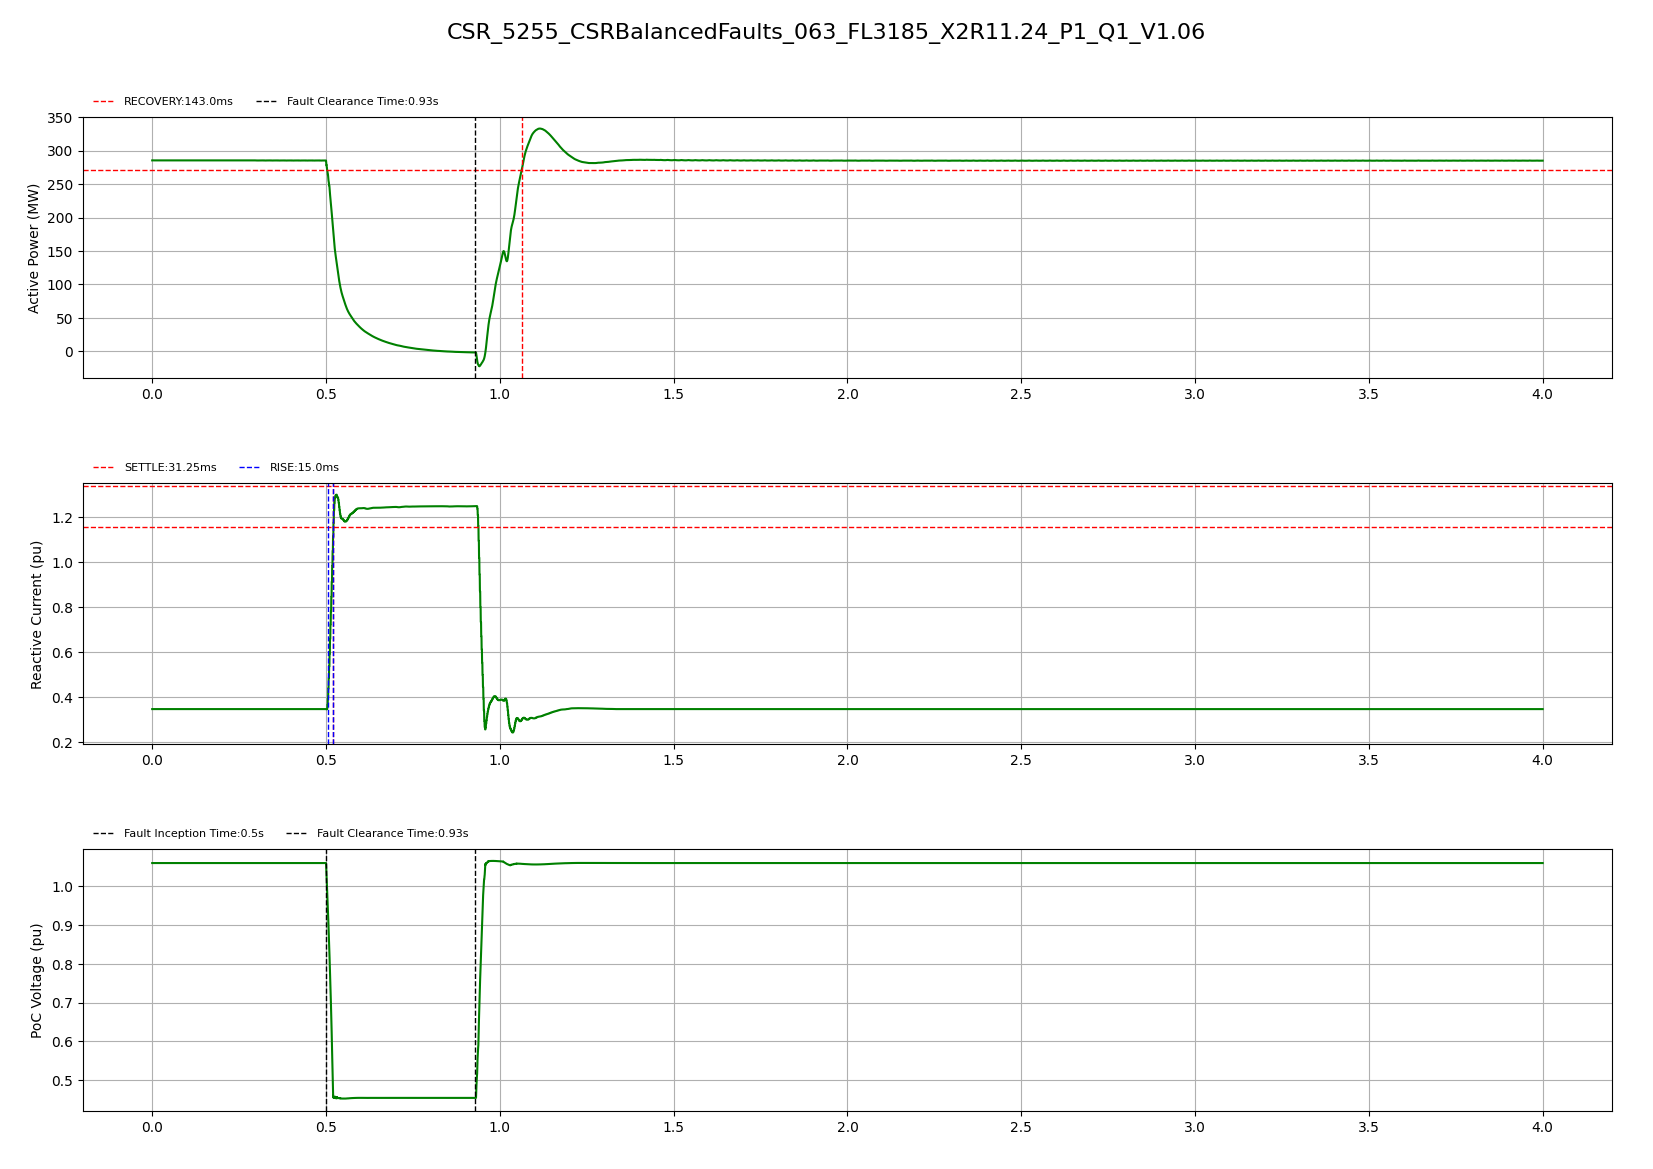 CSR_5255_CSRBalancedFaults_063_FL3185_X2R11.24_P1_Q1_V1.06
RECOVERY:143.0ms Fault Clearance Time:0.93s
Active Power (MW)
350
300
250
200
150
100
50
0
0.0 0.5 1.0 1.5 2.0 2.5 3.0 3.5 4.0
SETTLE:31.25ms RISE:15.0ms
Reactive Current (pu)
1.2
1.0
0.8
0.6
0.4
0.2
0.0 0.5 1.0 1.5 2.0 2.5 3.0 3.5 4.0
Fault Inception Time:0.5s Fault Clearance Time:0.93s
PoC Voltage (pu)
1.0
0.9
0.8
0.7
0.6
0.5
0.0 0.5 1.0 1.5 2.0 2.5 3.0 3.5 4.0